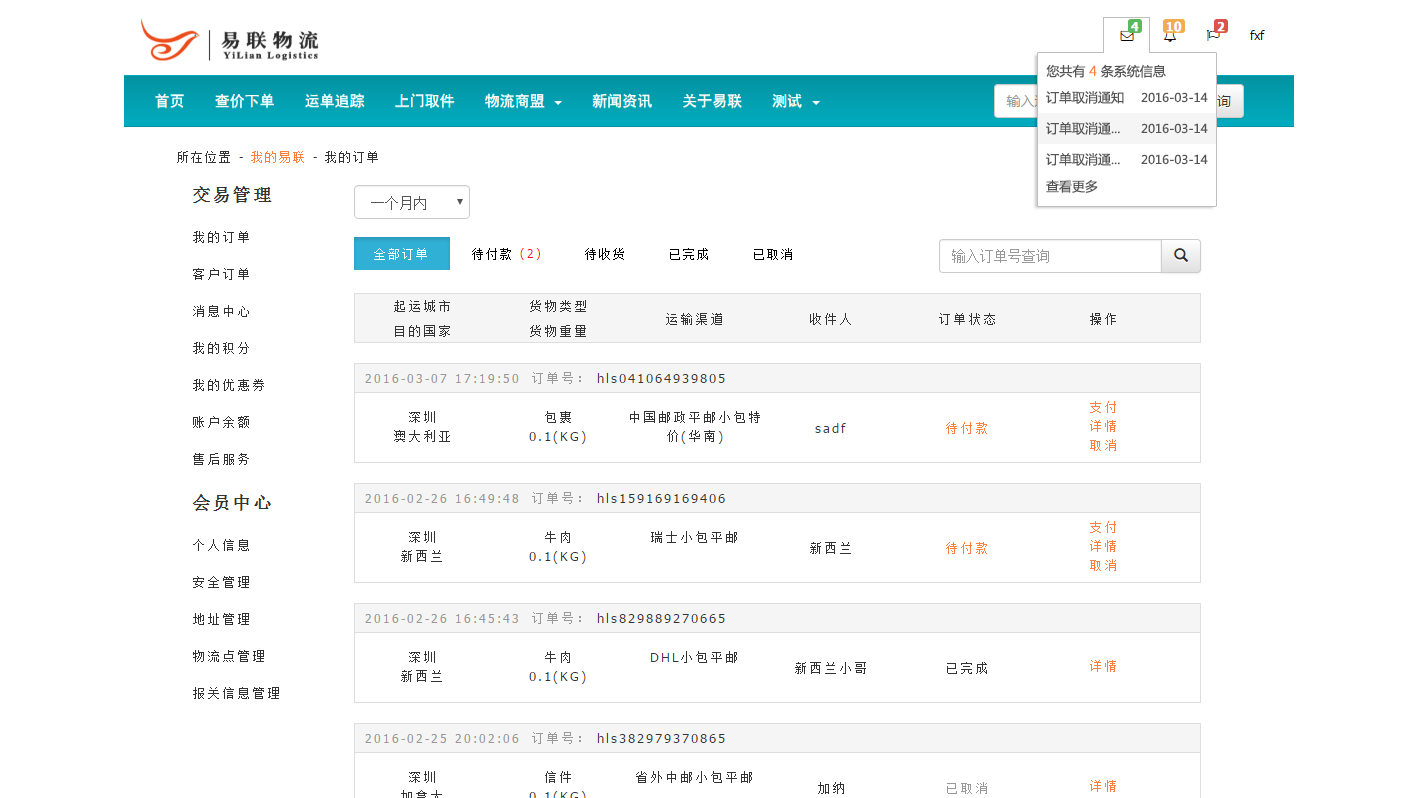 易联物流
YiLian Logistics
4
10
2
fxf
首页 查价下单 运单追踪 上门取件 物流商盟 新闻资讯 关于易联 测试
输入 询
您共有 4 条系统信息
订单取消通知 2016-03-14
订单取消通... 2016-03-14
订单取消通... 2016-03-14
查看更多
所在位置 - 我的易联 - 我的订单
交易管理
我的订单
客户订单
消息中心
我的积分
我的优惠券
账户余额
售后服务
会员中心
个人信息
安全管理
地址管理
物流点管理
报关信息管理
一个月内
全部订单 待付款（2） 待收货 已完成 已取消
输入订单号查询
起运城市 货物类型 运输渠道 收件人 订单状态 操作
目的国家 货物重量
2016-03-07 17:19:50 订单号： hls041064939805
深圳 包裹 中国邮政平邮小包特 sadf 待付款 支付
澳大利亚 0.1(KG) 价(华南) 详情
取消
2016-02-26 16:49:48 订单号： hls159169169406
深圳 牛肉 瑞士小包平邮 新西兰 待付款 支付
新西兰 0.1(KG) 详情
取消
2016-02-26 16:45:43 订单号： hls829889270665
深圳 牛肉 DHL小包平邮 新西兰小哥 已完成 详情
新西兰 0.1(KG)
2016-02-25 20:02:06 订单号： hls382979370865
深圳 信件 省外中邮小包平邮 加纳 已取消 详情
加拿大 0.1(KG)